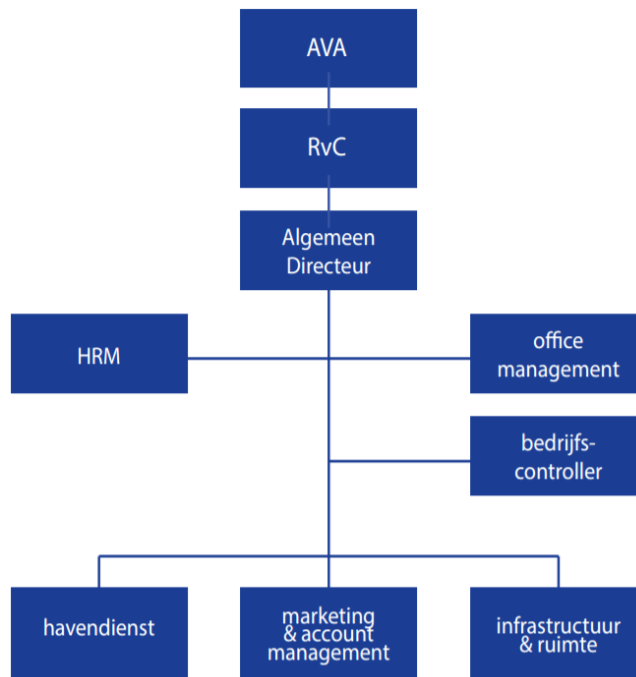 AVA
RvC
Algemeen
Directeur
HRM
office
management
bedrijfs-
controller
havendienst
marketing
& account
management
infrastructuur
& ruimte